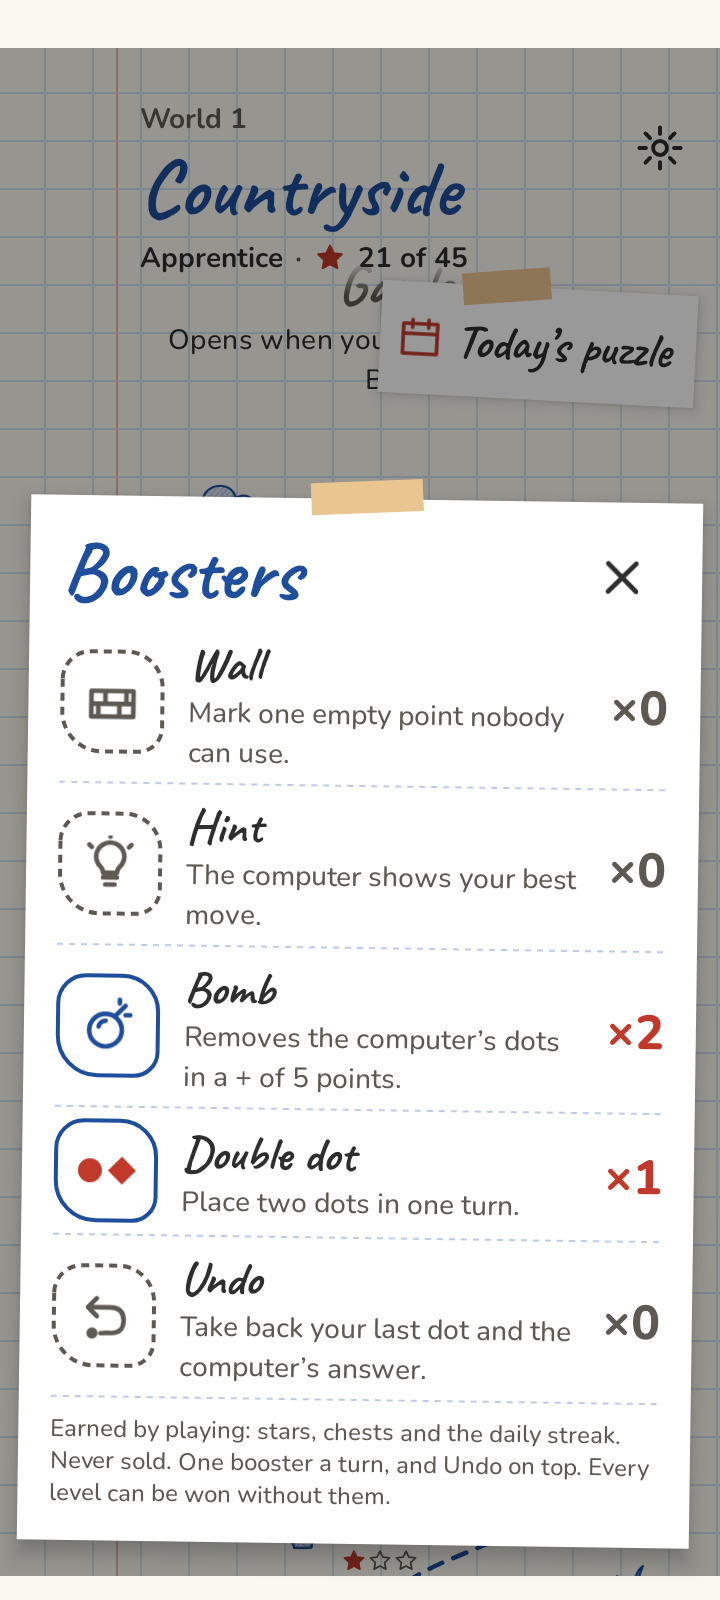 World 1
Countryside
Apprentice · ★ 21 of 45
Opens when you
Today's puzzle
Boosters
Wall
Mark one empty point nobody
can use.
×0
Hint
The computer shows your best
move.
×0
Bomb
Removes the computer's dots
in a + of 5 points.
×2
Double dot
Place two dots in one turn.
×1
Undo
Take back your last dot and the
computer's answer.
×0
Earned by playing: stars, chests and the daily streak.
Never sold. One booster a turn, and Undo on top. Every
level can be won without them.